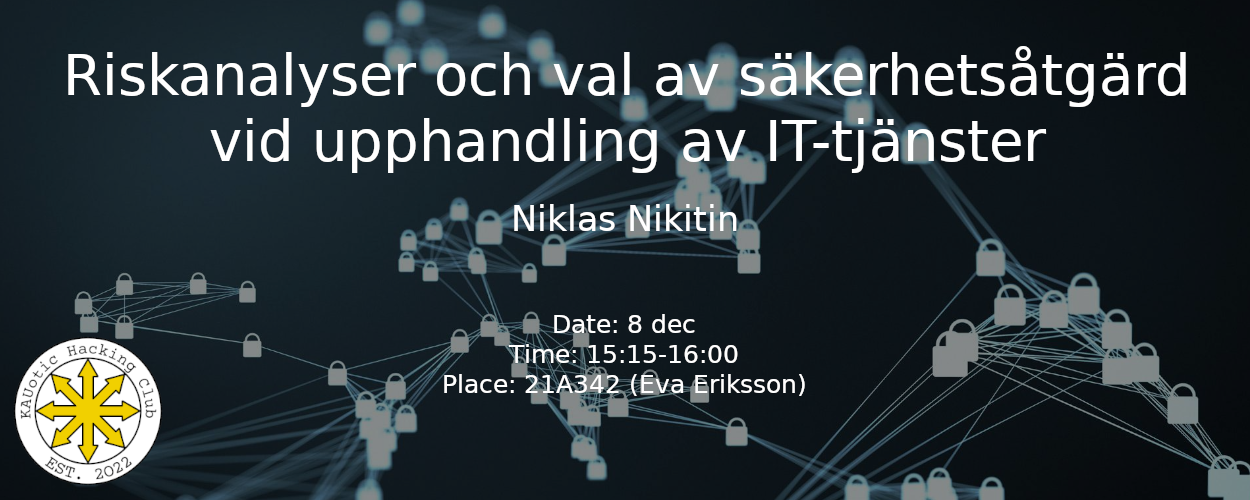 Riskanalyser och val av säkerhetsåtgärd
vid upphandling av IT-tjänster
Niklas Nikitin
Date: 8 dec
Time: 15:15-16:00
Place: 21A342 (Eva Eriksson)
KAUotic Hacking Club
EST. 2022